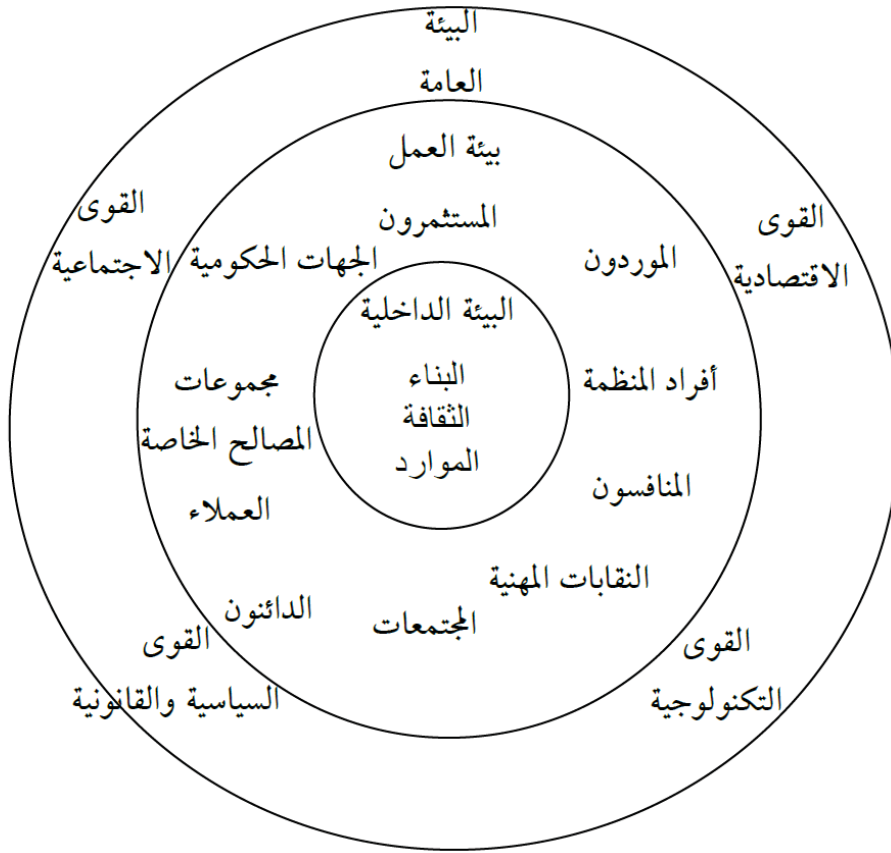 البيئة
العامة
بيئة العمل
المستثمرون
القوى
الاقتصادية
القوى
الاجتماعية
الموردون
الجهات الحكومية
البيئة الداخلية
البناء
الثقافة
الموارد
أفراد المنظمة
مجموعات
المصالح الخاصة
المنافسون
العملاء
النقابات المهنية
المجتمعات
الدائنون
القوى
التكنولوجية
القوى
السياسية والقانونية